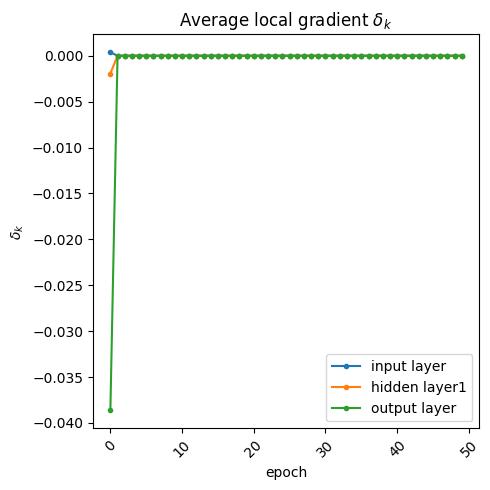 Average local gradient δₖ
0.000
−0.005
−0.010
−0.015
−0.020
−0.025
−0.030
−0.035
−0.040
δₖ
input layer
hidden layer1
output layer
0 10 20 30 40 50
epoch